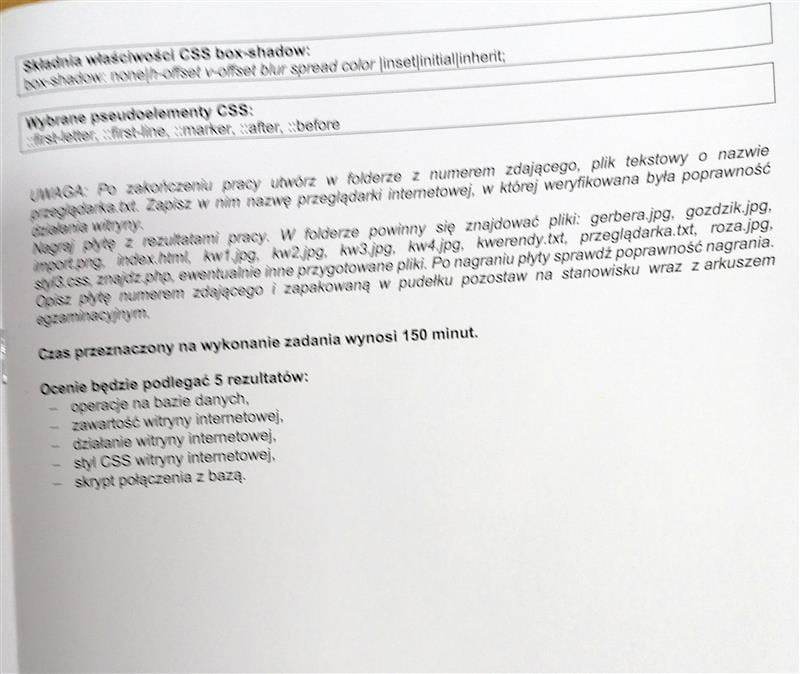 Składnia właściwości CSS box-shadow:
box-shadow: none|h-offset v-offset blur spread color |inset|initial|inherit;
Wybrane pseudoelementy CSS:
::first-letter, ::first-line, ::marker, ::after, ::before
UWAGA: Po zakończeniu pracy utwórz w folderze z numerem zdającego, plik tekstowy o nazwie
przeglądarka.txt. Zapisz w nim nazwę przeglądarki internetowej, w której weryfikowana była poprawność
działania witryny.
Nagraj płytę z rezultatami pracy. W folderze powinny się znajdować pliki: gerbera.jpg, gozdzik.jpg,
import.png, index.html, kw1.jpg, kw2.jpg, kw3.jpg, kw4.jpg, kwerendy.txt, przeglądarka.txt, roza.jpg,
styl3.css, znajdz.php, ewentualnie inne przygotowane pliki. Po nagraniu płyty sprawdź poprawność nagrania.
Opisz płytę numerem zdającego i zapakowaną w pudełku pozostaw na stanowisku wraz z arkuszem
egzaminacyjnym.
Czas przeznaczony na wykonanie zadania wynosi 150 minut.
Ocenie będzie podlegać 5 rezultatów:
– operacje na bazie danych,
– zawartość witryny internetowej,
– działanie witryny internetowej,
– styl CSS witryny internetowej,
– skrypt połączenia z bazą.